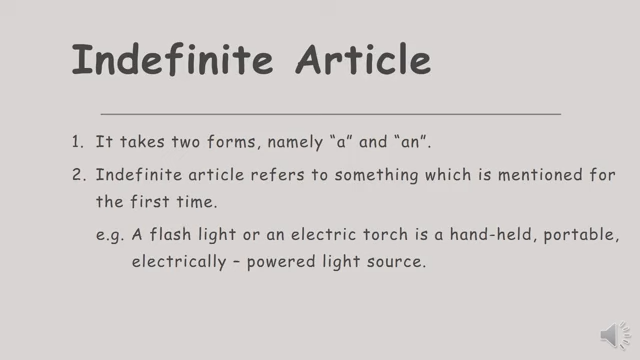 Indefinite Article
1. It takes two forms, namely “a” and “an”.
2. Indefinite article refers to something which is mentioned for
the first time.
e.g. A flash light or an electric torch is a hand-held, portable,
electrically – powered light source.